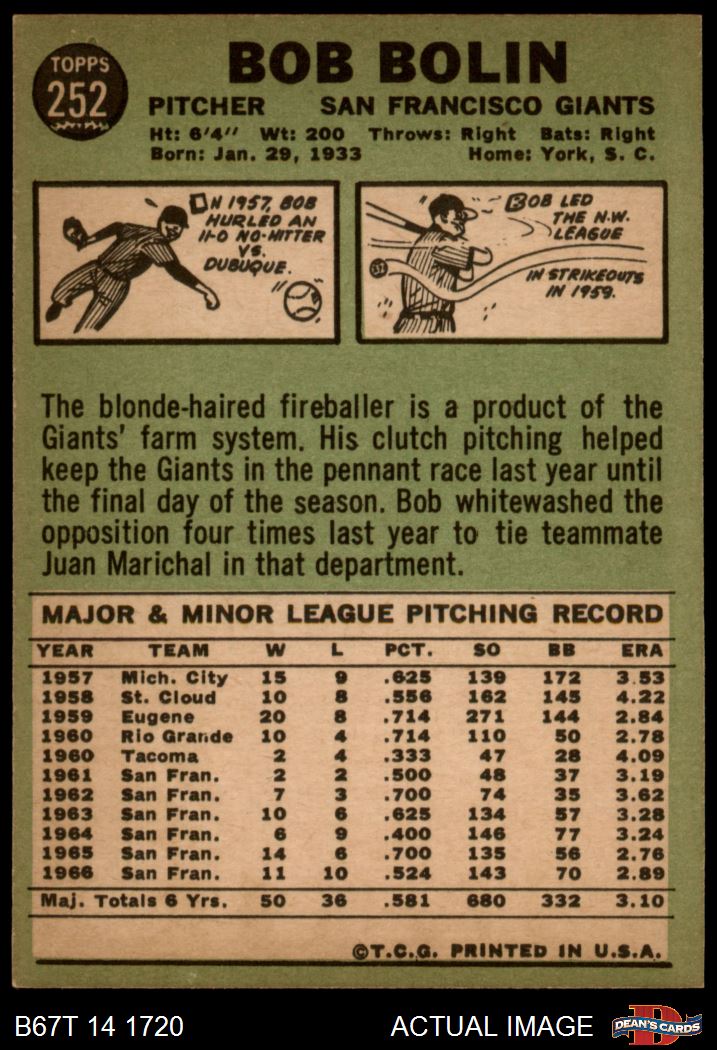 TOPPS
252
BOB BOLIN
PITCHER SAN FRANCISCO GIANTS
Ht: 6'4" Wt: 200 Throws: Right Bats: Right
Born: Jan. 29, 1933 Home: York, S. C.
IN 1957, BOB
HURLED AN
11-0 NO-HITTER
VS.
DUBUQUE.
BOB LED
THE N.W.
LEAGUE
IN STRIKEOUTS
IN 1959.
The blonde-haired fireballer is a product of the
Giants' farm system. His clutch pitching helped
keep the Giants in the pennant race last year until
the final day of the season. Bob whitewashed the
opposition four times last year to tie teammate
Juan Marichal in that department.
MAJOR & MINOR LEAGUE PITCHING RECORD
YEAR TEAM W L PCT. SO BB ERA
1957 Mich. City 15 9 .625 139 172 3.53
1958 St. Cloud 10 8 .556 162 145 4.22
1959 Eugene 20 8 .714 271 144 2.84
1960 Rio Grande 10 4 .714 110 50 2.78
1960 Tacoma 2 4 .333 47 28 4.09
1961 San Fran. 2 2 .500 48 37 3.19
1962 San Fran. 7 3 .700 74 35 3.62
1963 San Fran. 10 6 .625 134 57 3.28
1964 San Fran. 6 9 .400 146 77 3.24
1965 San Fran. 14 6 .700 135 56 2.76
1966 San Fran. 11 10 .524 143 70 2.89
Maj. Totals 6 Yrs. 50 36 .581 680 332 3.10
©T.C.G. PRINTED IN U.S.A.
B67T 14 1720 ACTUAL IMAGE
DEAN'S CARDS